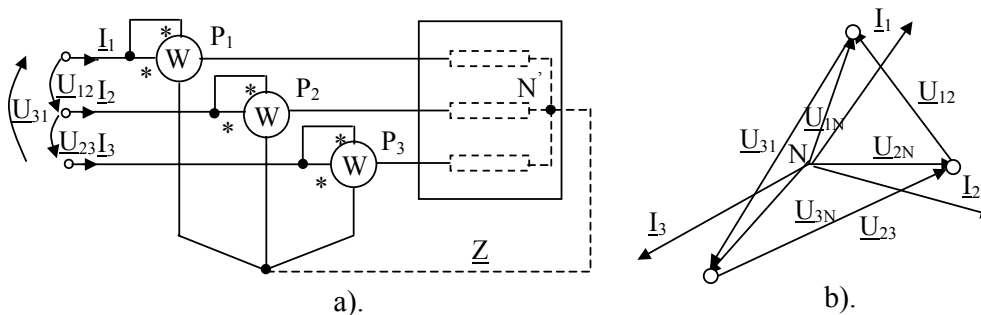 I1 * W P1
*
U12 I2 * W P2 N'
*
U31
U23 I3 * W P3
*
Z
a).
I1
U12
U31 U1N
N U2N
I2
U3N
I3 U23
b).